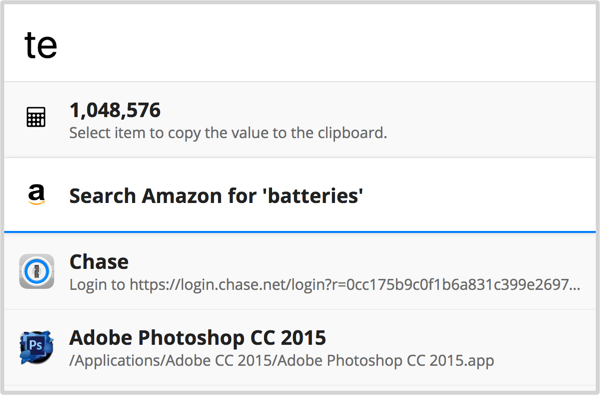 te
1,048,576
Select item to copy the value to the clipboard.
a
Search Amazon for 'batteries'
Chase
Login to https://login.chase.net/login?r=0cc175b9c0f1b6a831c399e2697...
Ps
Adobe Photoshop CC 2015
/Applications/Adobe CC 2015/Adobe Photoshop CC 2015.app